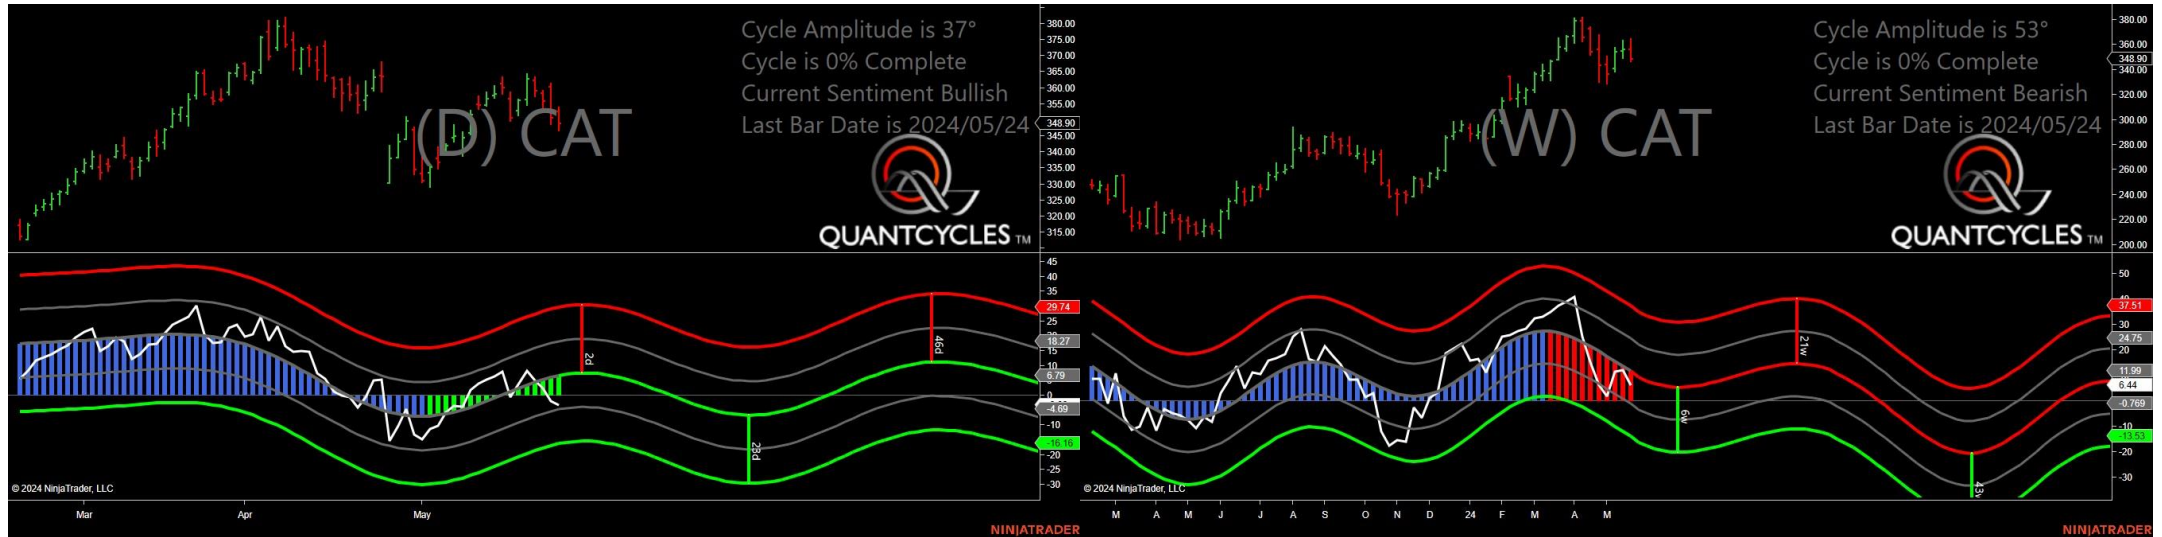 Cycle Amplitude is 37°
Cycle is 0% Complete
Current Sentiment Bullish
Last Bar Date is 2024/05/24
(D) CAT
QUANTCYCLES TM
380.00
375.00
370.00
365.00
360.00
355.00
348.90
345.00
340.00
335.00
330.00
325.00
320.00
315.00
45
40
35
29.74
25
18.27
15
10
6.79
0
-4.69
-10
-16.16
-20
-25
-30
2d
23d
46d
© 2024 NinjaTrader, LLC
Mar Apr May
NINJATRADER
Cycle Amplitude is 53°
Cycle is 0% Complete
Current Sentiment Bearish
Last Bar Date is 2024/05/24
(W) CAT
QUANTCYCLES TM
380.00
360.00
348.90
340.00
320.00
300.00
280.00
260.00
240.00
220.00
200.00
50
37.51
30
24.75
20
11.99
6.44
-0.769
-10
-13.53
-20
-30
6w
21w
© 2024 NinjaTrader, LLC
M A M J J A S O N D 24 F M A M
NINJATRADER